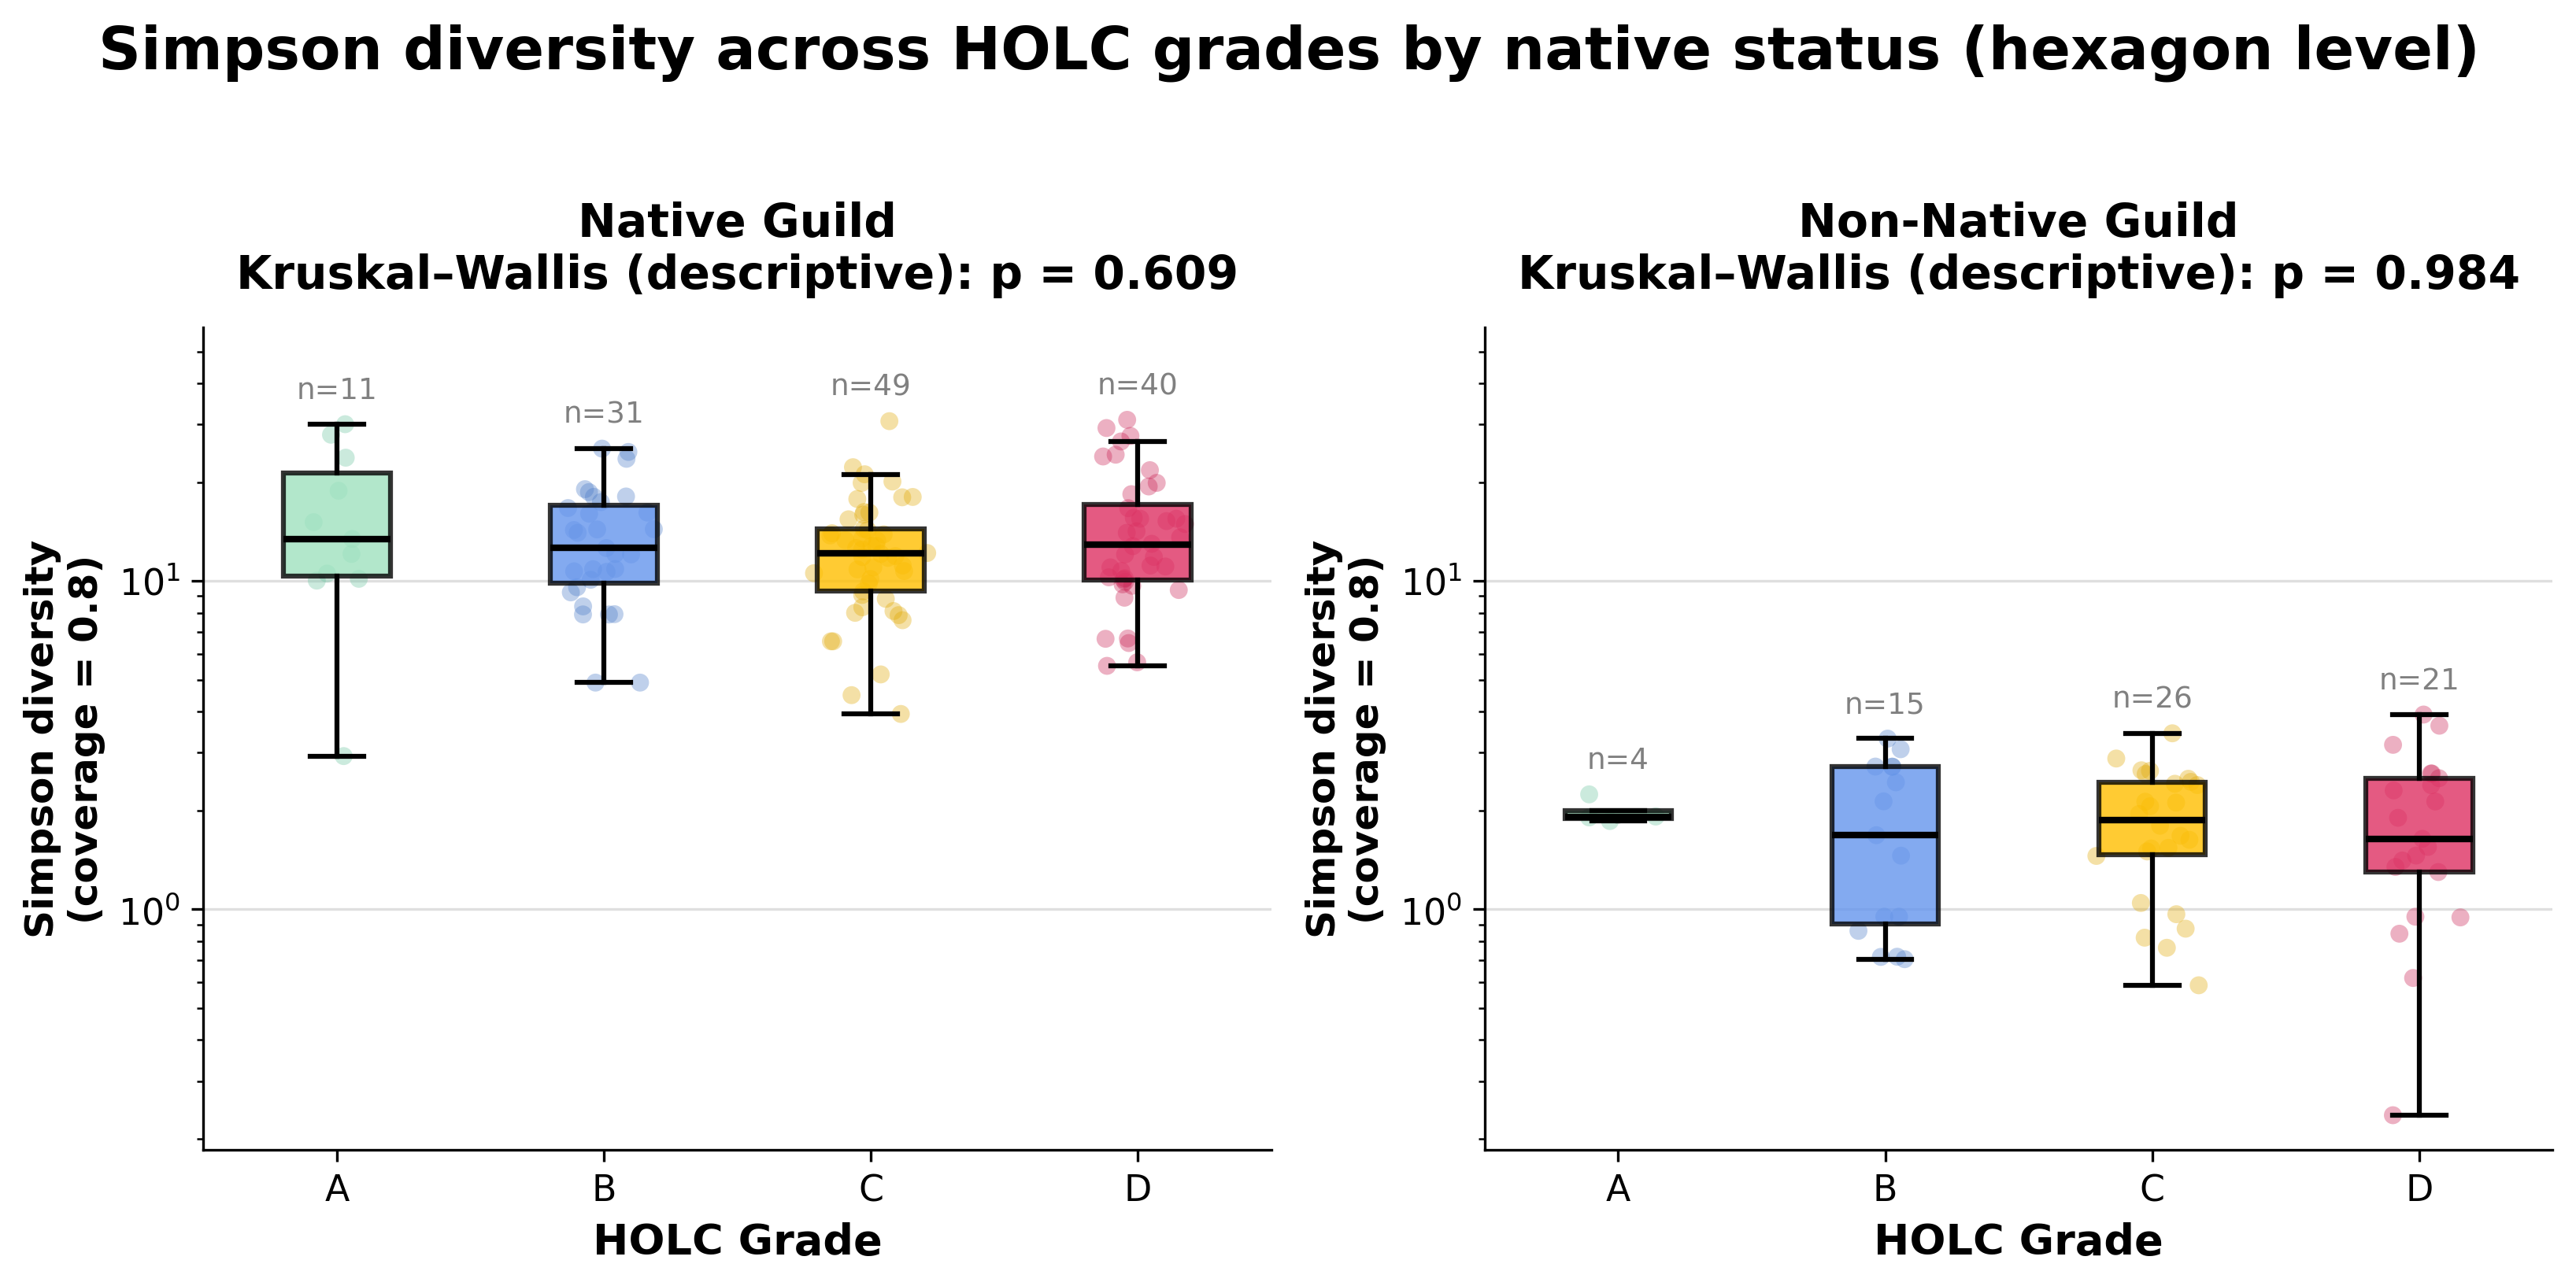 Simpson diversity across HOLC grades by native status (hexagon level)
Native Guild
Kruskal–Wallis (descriptive): p = 0.609
Simpson diversity
(coverage = 0.8)
10¹
10⁰
n=11
n=31
n=49
n=40
A
B
C
D
HOLC Grade
Non-Native Guild
Kruskal–Wallis (descriptive): p = 0.984
Simpson diversity
(coverage = 0.8)
10¹
10⁰
n=4
n=15
n=26
n=21
A
B
C
D
HOLC Grade